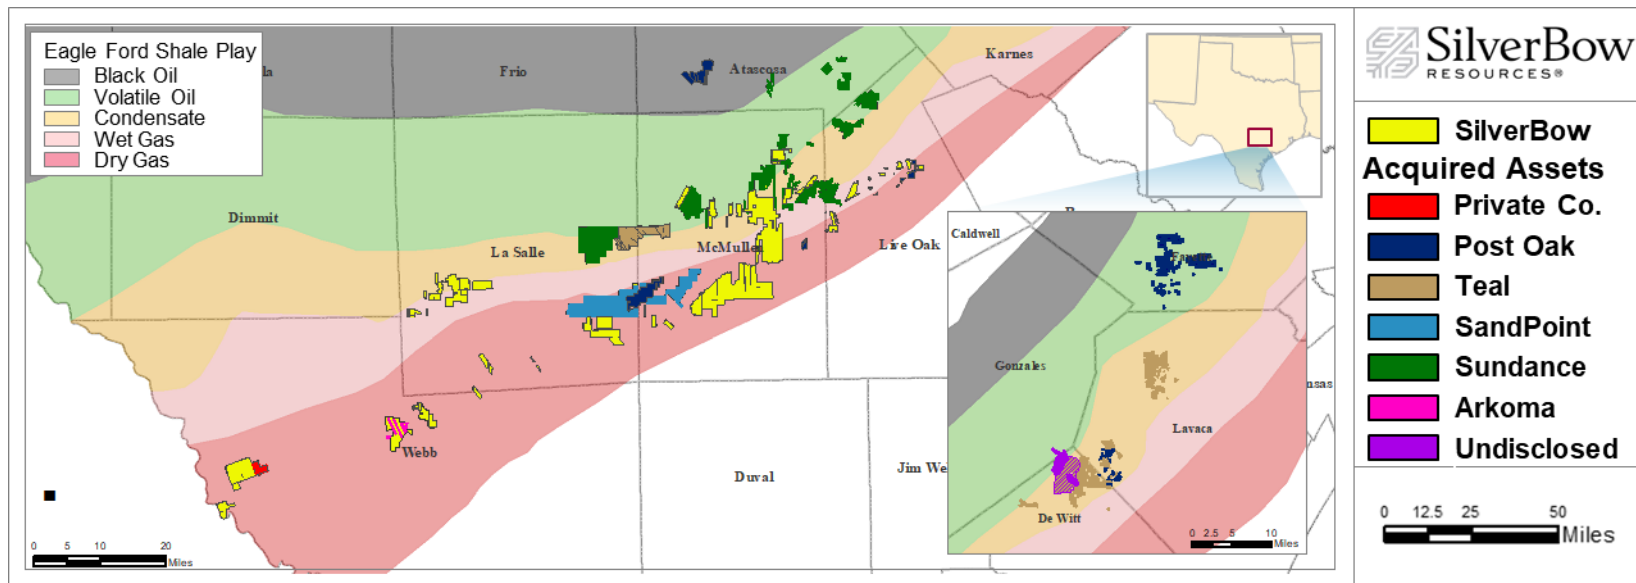 Eagle Ford Shale Play
Black Oil
Volatile Oil
Condensate
Wet Gas
Dry Gas
Frio
Atascosa
Karnes
Dimmit
La Salle
McMullen
Live Oak
Webb
Duval
Jim We
0 5 10 20
Miles
Caldwell
Fayette
Gonzales
Lavaca
De Witt
0 2.5 5 10
Miles
nsas
SilverBow
RESOURCES®
SilverBow
Acquired Assets
Private Co.
Post Oak
Teal
SandPoint
Sundance
Arkoma
Undisclosed
0 12.5 25 50
Miles